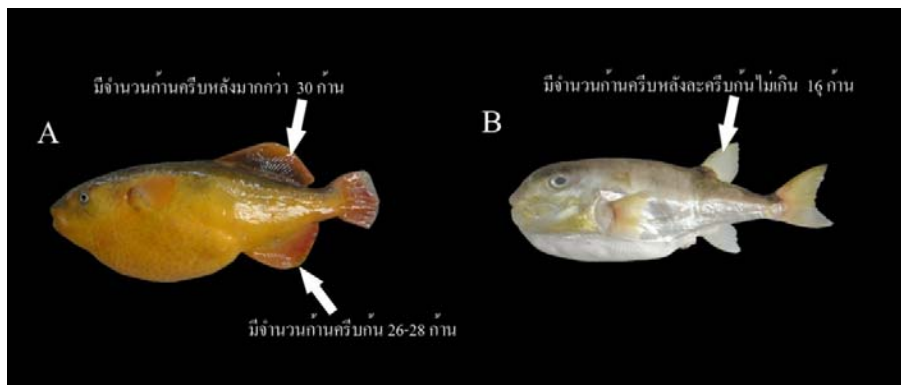 มีจำนวนก้านครีบหลังมากกว่า 30 ก้าน
มีจำนวนก้านครีบหลังละครีบก้นไม่เกิน 16ุ ก้าน
A
B
มีจำนวนก้านครีบก้น 26-28 ก้าน